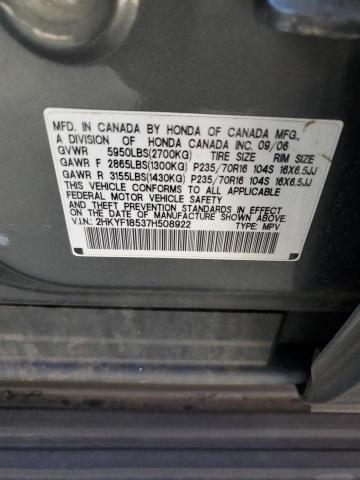 MFD. IN CANADA BY HONDA OF CANADA MFG.,
A DIVISION OF HONDA CANADA INC. 09/06
GVWR 5950LBS(2700KG) TIRE SIZE RIM SIZE
GAWR F 2865LBS(1300KG) P235/70R16 104S 16X6.5JJ
GAWR R 3155LBS(1430KG) P235/70R16 104S 16X6.5JJ
THIS VEHICLE CONFORMS TO ALL APPLICABLE
FEDERAL MOTOR VEHICLE SAFETY AND
THEFT PREVENTION STANDARDS IN EFFECT
ON THE DATE OF MANUFACTURE SHOWN ABOVE.
V.I.N.: 2HKYF18537H508922 TYPE: MPV